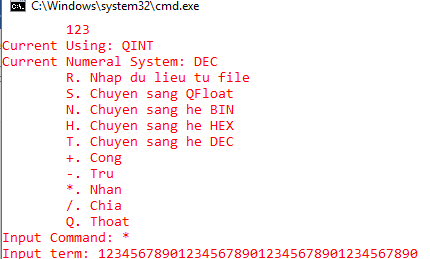 C:\Windows\system32\cmd.exe
123
Current Using: QINT
Current Numeral System: DEC
R. Nhap du lieu tu file
S. Chuyen sang QFloat
N. Chuyen sang he BIN
H. Chuyen sang he HEX
T. Chuyen sang he DEC
+. Cong
-. Tru
*. Nhan
/. Chia
Q. Thoat
Input Command: *
Input term: 1234567890123456789012345678901234567890